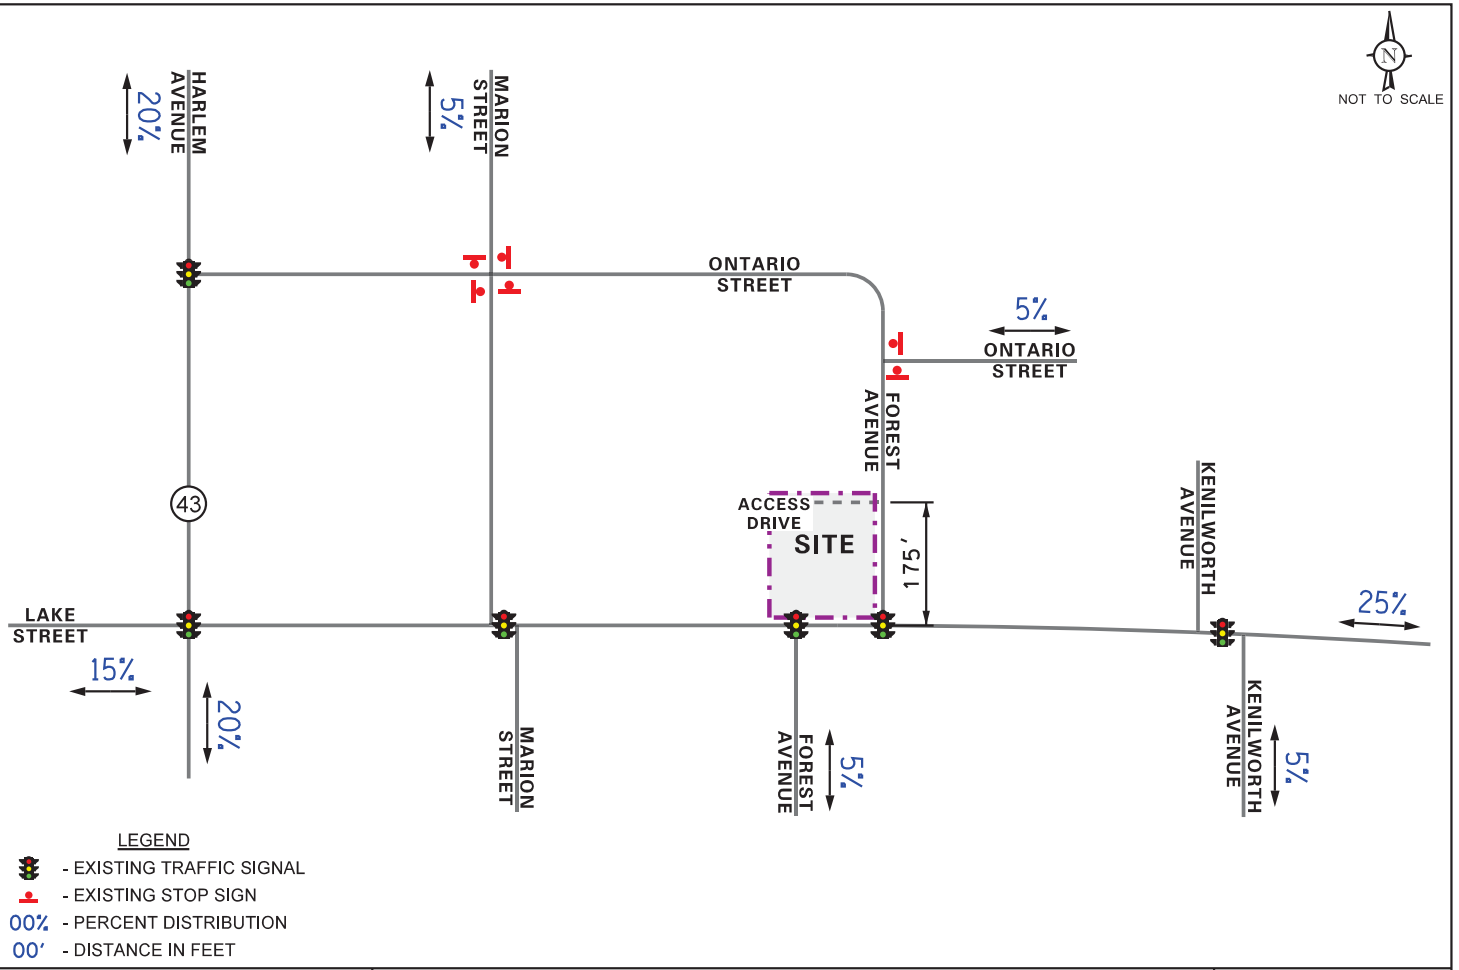 N
NOT TO SCALE
HARLEM
AVENUE
20%
MARION
STREET
5%
ONTARIO
STREET
5%
ONTARIO
STREET
FOREST
AVENUE
43
ACCESS
DRIVE
SITE
175'
KENILWORTH
AVENUE
25%
LAKE
STREET
15%
20%
MARION
STREET
FOREST
AVENUE
5%
KENILWORTH
AVENUE
5%
LEGEND
- EXISTING TRAFFIC SIGNAL
- EXISTING STOP SIGN
00% - PERCENT DISTRIBUTION
00' - DISTANCE IN FEET